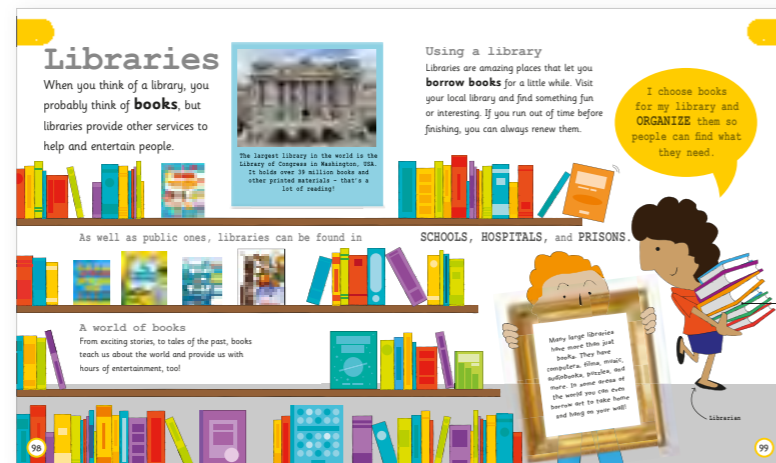 Libraries
When you think of a library, you
probably think of books, but
libraries provide other services to
help and entertain people.
The largest library in the world is the
Library of Congress in Washington, USA.
It holds over 39 million books and
other printed materials – that's a
lot of reading!
Using a library
Libraries are amazing places that let you
borrow books for a little while. Visit
your local library and find something fun
or interesting. If you run out of time before
finishing, you can always renew them.
I choose books
for my library and
ORGANIZE them so
people can find what
they need.
As well as public ones, libraries can be found in SCHOOLS, HOSPITALS, and PRISONS.
A world of books
From exciting stories, to tales of the past, books
teach us about the world and provide us with
hours of entertainment, too!
Many large libraries
have more than just
books. They have
computers, films, music,
audiobooks, puzzles, and
more. In some areas of
the world you can even
borrow art to take home
and hang on your wall!
Librarian
98
99